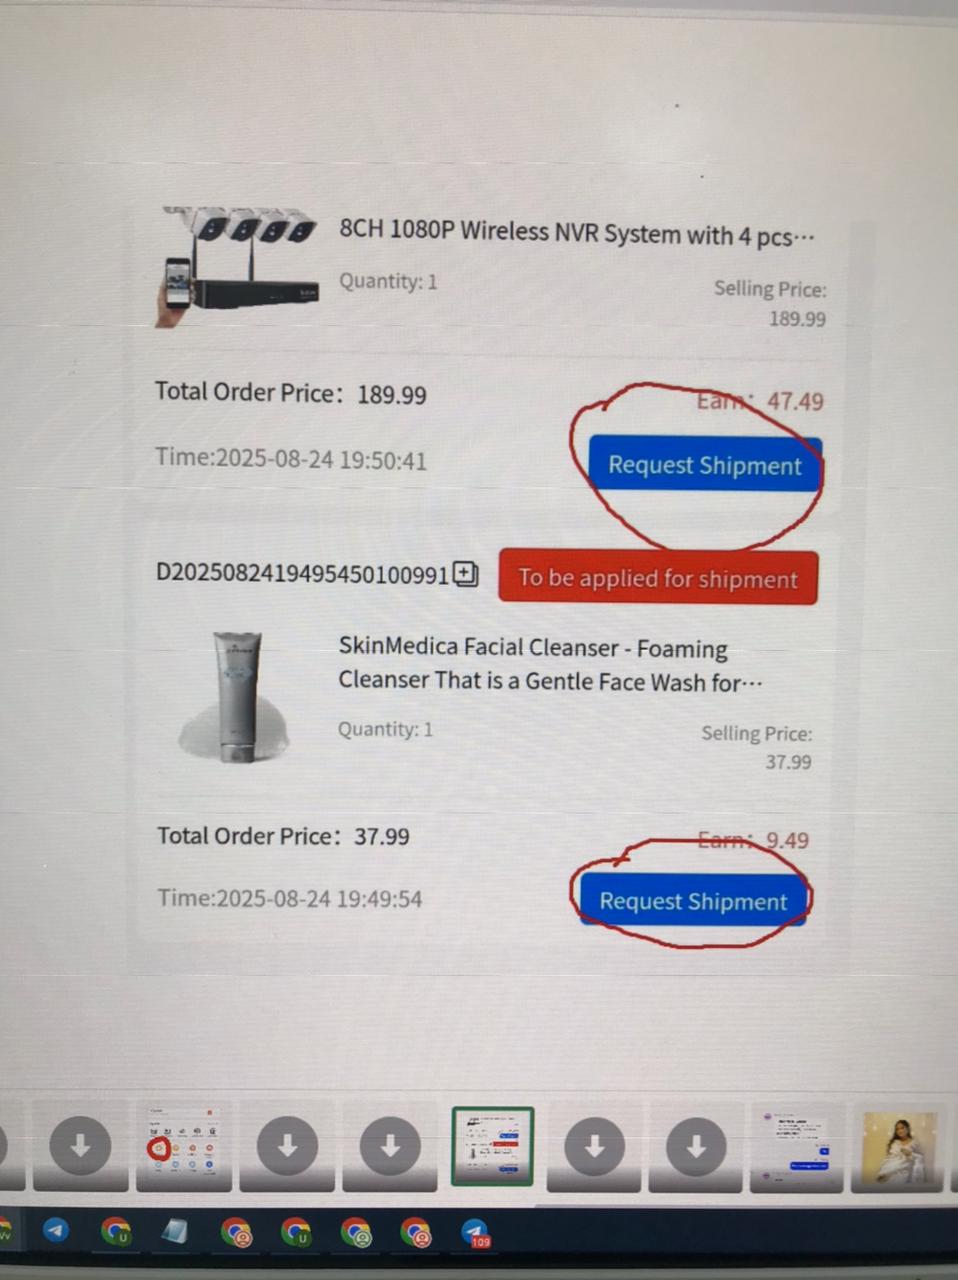 8CH 1080P Wireless NVR System with 4 pcs···
Quantity: 1
Selling Price:
189.99
Total Order Price: 189.99
Earn: 47.49
Time:2025-08-24 19:50:41
Request Shipment
D2025082419495450100991
To be applied for shipment
SkinMedica Facial Cleanser - Foaming
Cleanser That is a Gentle Face Wash for···
Quantity: 1
Selling Price:
37.99
Total Order Price: 37.99
Earn: 9.49
Time:2025-08-24 19:49:54
Request Shipment
U
U
109